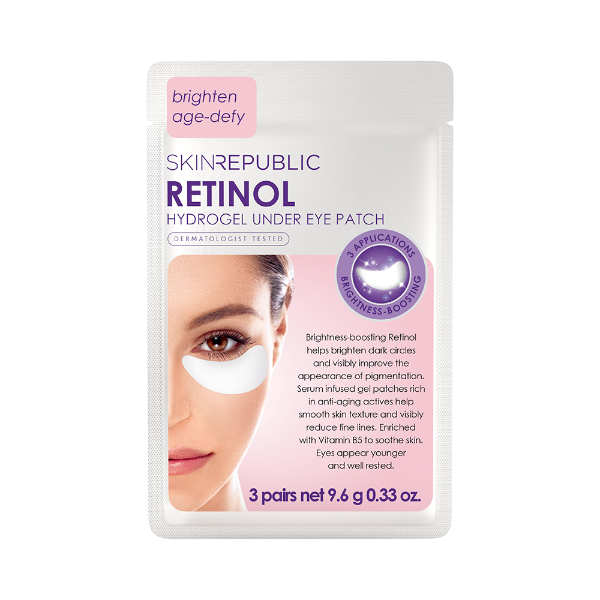 brighten
age-defy
SKINREPUBLIC
RETINOL
HYDROGEL UNDER EYE PATCH
DERMATOLOGIST TESTED
3 APPLICATIONS
BRIGHTNESS-BOOSTING
Brightness-boosting Retinol
helps brighten dark circles
and visibly improve the
appearance of pigmentation.
Serum infused gel patches rich
in anti-aging actives help
smooth skin texture and visibly
reduce fine lines. Enriched
with Vitamin B5 to soothe skin.
Eyes appear younger
and well rested.
3 pairs net 9.6 g 0.33 oz.